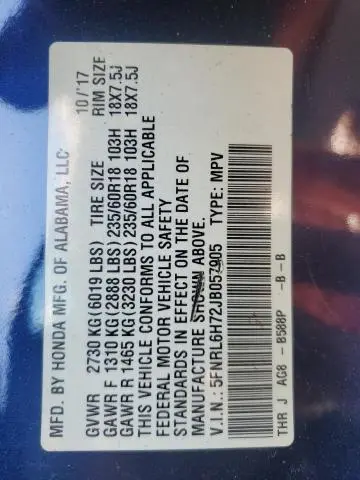 MFD. BY HONDA MFG. OF ALABAMA, LLC. 10/'17
GVWR 2730 KG(6019 LBS) TIRE SIZE RIM SIZE
GAWR F 1310 KG(2888 LBS)235/60R18 103H 18X7.5J
GAWR R 1465 KG(3230 LBS)235/60R18 103H 18X7.5J
THIS VEHICLE CONFORMS TO ALL APPLICABLE
FEDERAL MOTOR VEHICLE SAFETY
STANDARDS IN EFFECT ON THE DATE OF
MANUFACTURE SHOWN ABOVE.
V.I.N.:5FNRL6H72JB057905 TYPE: MPV
THR J AG8 - B588P -B-B